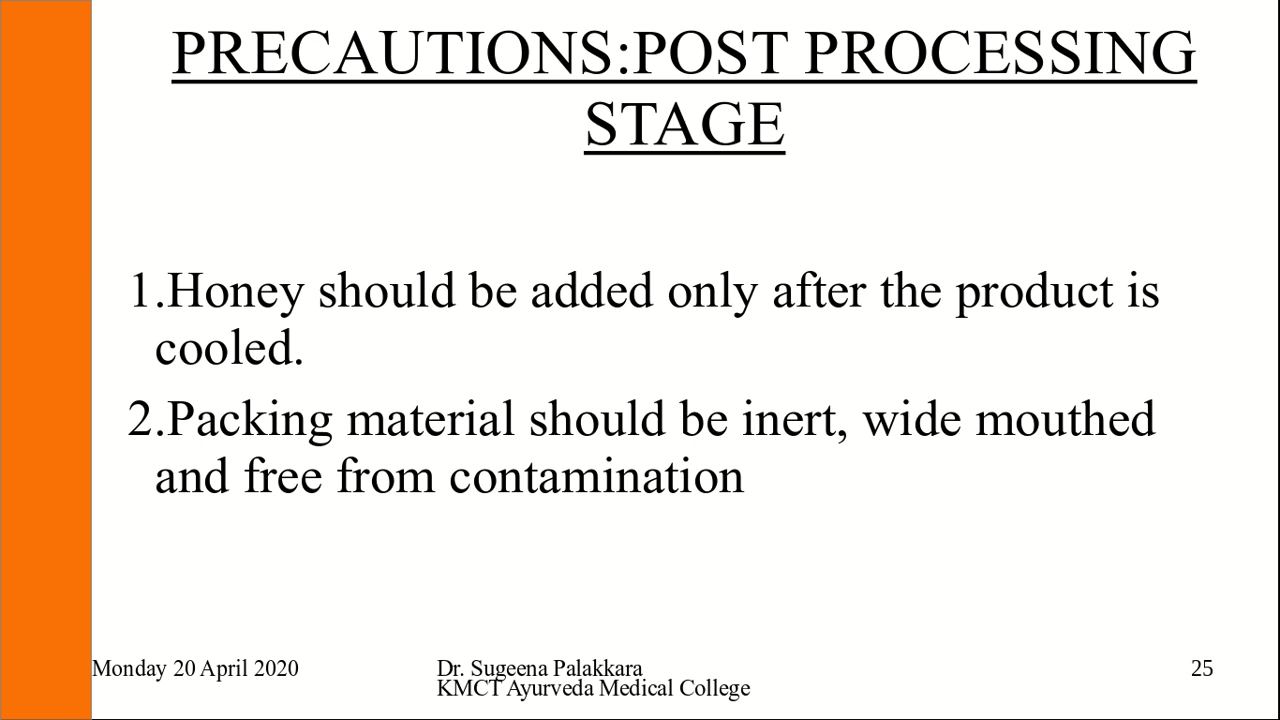 PRECAUTIONS:POST PROCESSING
STAGE
1.Honey should be added only after the product is
cooled.
2.Packing material should be inert, wide mouthed
and free from contamination
Monday 20 April 2020
Dr. Sugeena Palakkara
KMCT Ayurveda Medical College
25